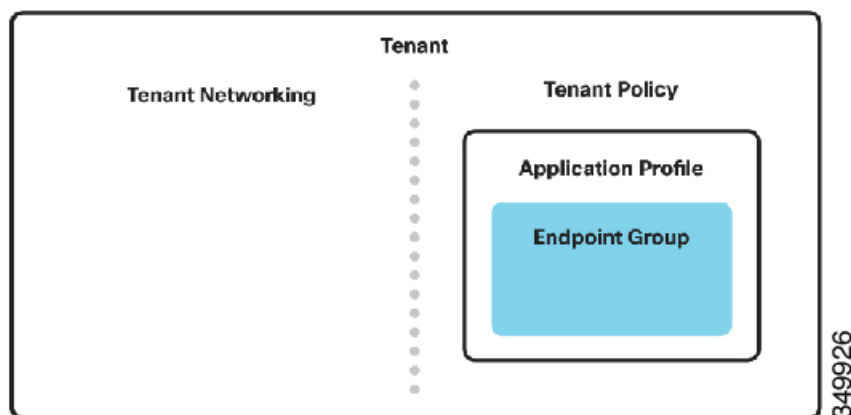 Tenant
Tenant Networking
Tenant Policy
Application Profile
Endpoint Group
349926